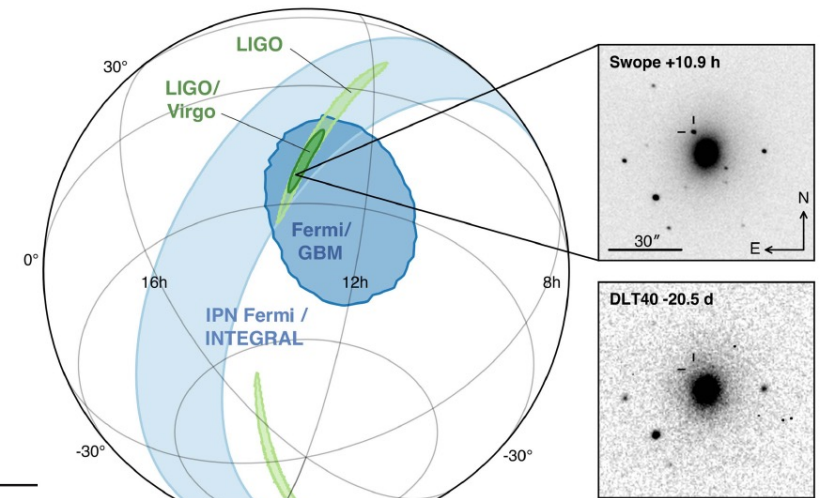 LIGO
30°
LIGO/
Virgo
Fermi/
GBM
0°
16h
12h
8h
IPN Fermi /
INTEGRAL
-30°
-30°
Swope +10.9 h
30"
N
E
DLT40 -20.5 d